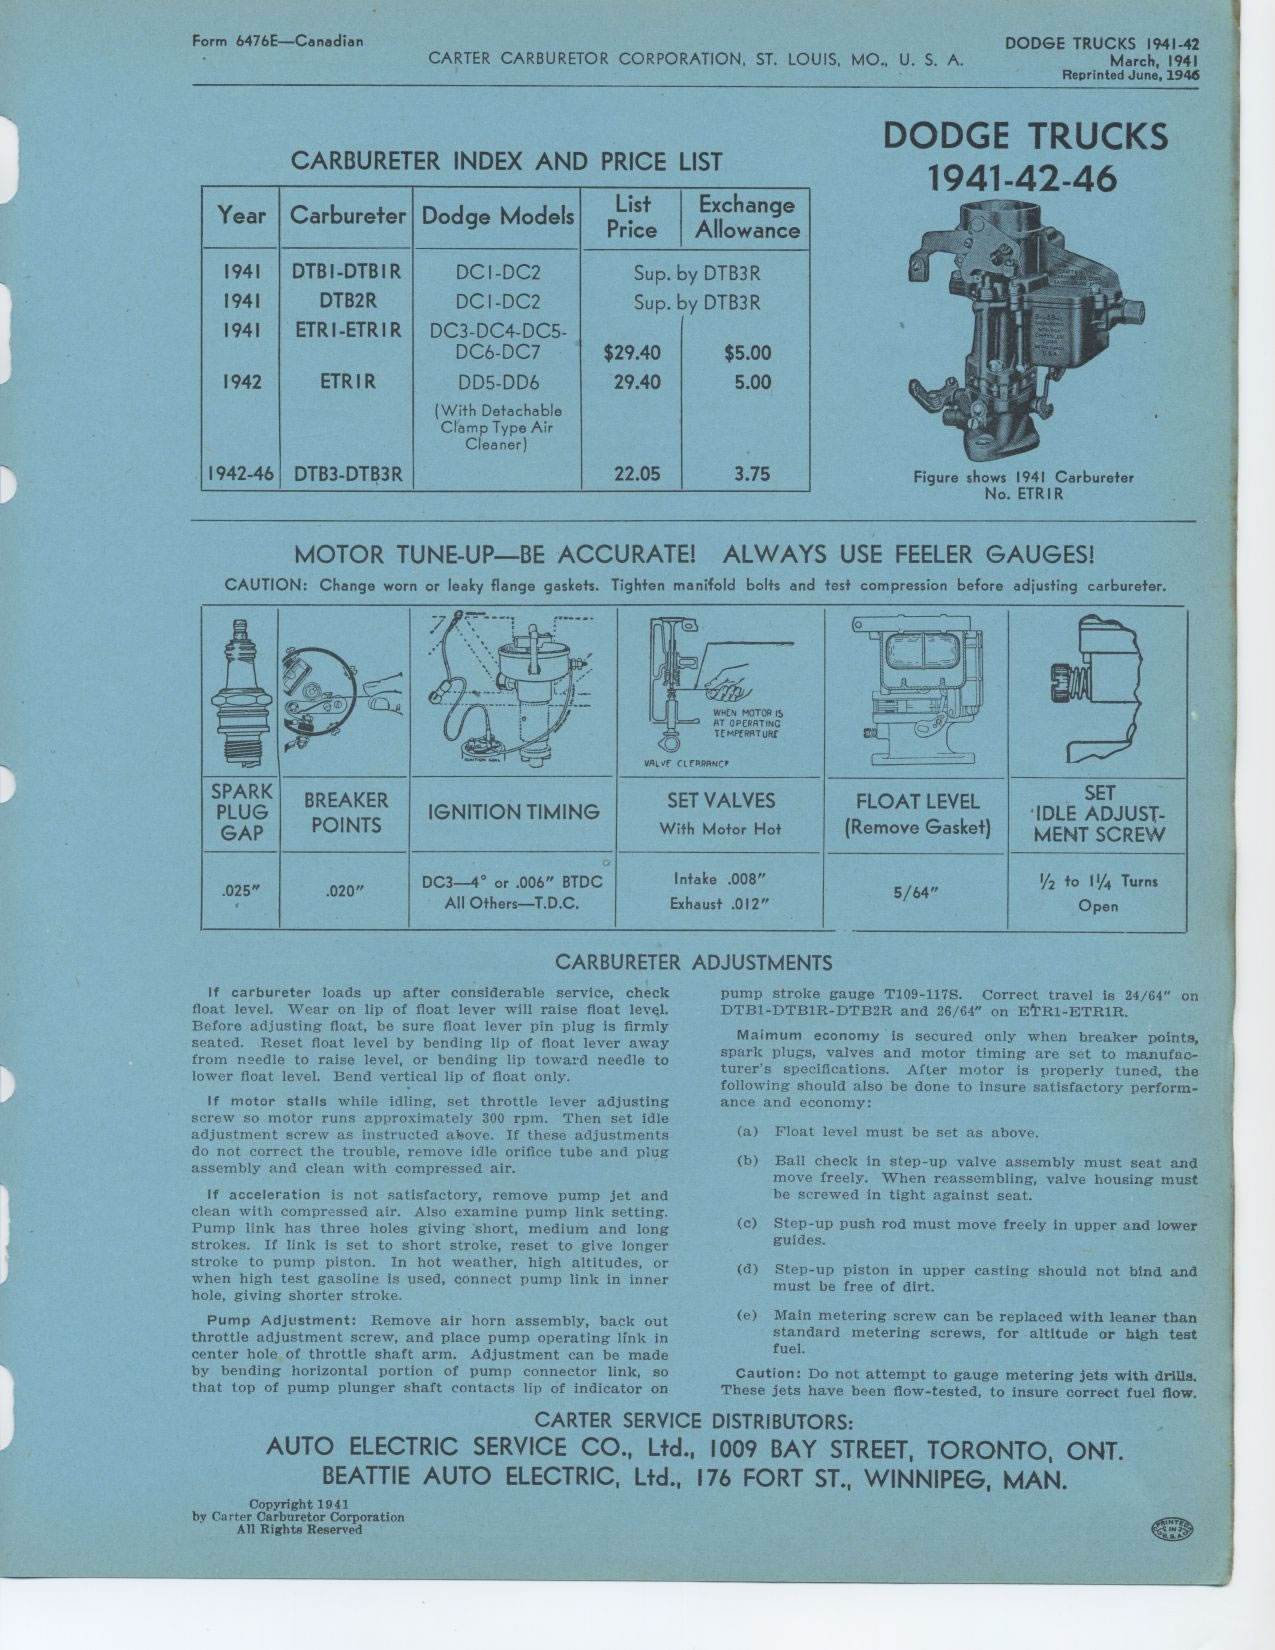 Form 6476E—Canadian
CARTER CARBURETOR CORPORATION, ST. LOUIS, MO., U. S. A.
DODGE TRUCKS 1941-42
March, 1941
Reprinted June, 1946
DODGE TRUCKS
1941-42-46
CARBURETER INDEX AND PRICE LIST
Year Carbureter Dodge Models List Price Exchange Allowance
1941 DTB1-DTB1R DC1-DC2 Sup. by DTB3R
1941 DTB2R DC1-DC2 Sup. by DTB3R
1941 ETR1-ETR1R DC3-DC4-DC5-
DC6-DC7 $29.40 $5.00
1942 ETR1R DD5-DD6 29.40 5.00
(With Detachable
Clamp Type Air
Cleaner)
1942-46 DTB3-DTB3R 22.05 3.75
Figure shows 1941 Carbureter
No. ETR1R
MOTOR TUNE-UP—BE ACCURATE! ALWAYS USE FEELER GAUGES!
CAUTION: Change worn or leaky flange gaskets. Tighten manifold bolts and test compression before adjusting carbureter.
WHEN MOTOR IS
AT OPERATING
TEMPERATURE
VALVE CLEARANCE
SPARK
PLUG
GAP
BREAKER
POINTS
IGNITION TIMING
SET VALVES
With Motor Hot
FLOAT LEVEL
(Remove Gasket)
SET
IDLE ADJUST-
MENT SCREW
.025"
.020"
DC3—4° or .006" BTDC
All Others—T.D.C.
Intake .008"
Exhaust .012"
5/64"
1/2 to 1 1/4 Turns
Open
CARBURETER ADJUSTMENTS
If carbureter loads up after considerable service, check
float level. Wear on lip of float lever will raise float level.
Before adjusting float, be sure float lever pin plug is firmly
seated. Reset float level by bending lip of float lever away
from needle to raise level, or bending lip toward needle to
lower float level. Bend vertical lip of float only.
If motor stalls while idling, set throttle lever adjusting
screw so motor runs approximately 300 rpm. Then set idle
adjustment screw as instructed above. If these adjustments
do not correct the trouble, remove idle orifice tube and plug
assembly and clean with compressed air.
If acceleration is not satisfactory, remove pump jet and
clean with compressed air. Also examine pump link setting.
Pump link has three holes giving short, medium and long
strokes. If link is set to short stroke, reset to give longer
stroke to pump piston. In hot weather, high altitudes, or
when high test gasoline is used, connect pump link in inner
hole, giving shorter stroke.
Pump Adjustment: Remove air horn assembly, back out
throttle adjustment screw, and place pump operating link in
center hole of throttle shaft arm. Adjustment can be made
by bending horizontal portion of pump connector link, so
that top of pump plunger shaft contacts lip of indicator on
pump stroke gauge T109-117S. Correct travel is 24/64" on
DTB1-DTB1R-DTB2R and 26/64" on ETR1-ETR1R.
Maimum economy is secured only when breaker points,
spark plugs, valves and motor timing are set to manufac-
turer's specifications. After motor is properly tuned, the
following should also be done to insure satisfactory perform-
ance and economy:
(a) Float level must be set as above.
(b) Ball check in step-up valve assembly must seat and
move freely. When reassembling, valve housing must
be screwed in tight against seat.
(c) Step-up push rod must move freely in upper and lower
guides.
(d) Step-up piston in upper casting should not bind and
must be free of dirt.
(e) Main metering screw can be replaced with leaner than
standard metering screws, for altitude or high test
fuel.
Caution: Do not attempt to gauge metering jets with drills.
These jets have been flow-tested, to insure correct fuel flow.
CARTER SERVICE DISTRIBUTORS:
AUTO ELECTRIC SERVICE CO., Ltd., 1009 BAY STREET, TORONTO, ONT.
BEATTIE AUTO ELECTRIC, Ltd., 176 FORT ST., WINNIPEG, MAN.
Copyright 1941
by Carter Carburetor Corporation
All Rights Reserved
PRINTED
IN
U.S.A.